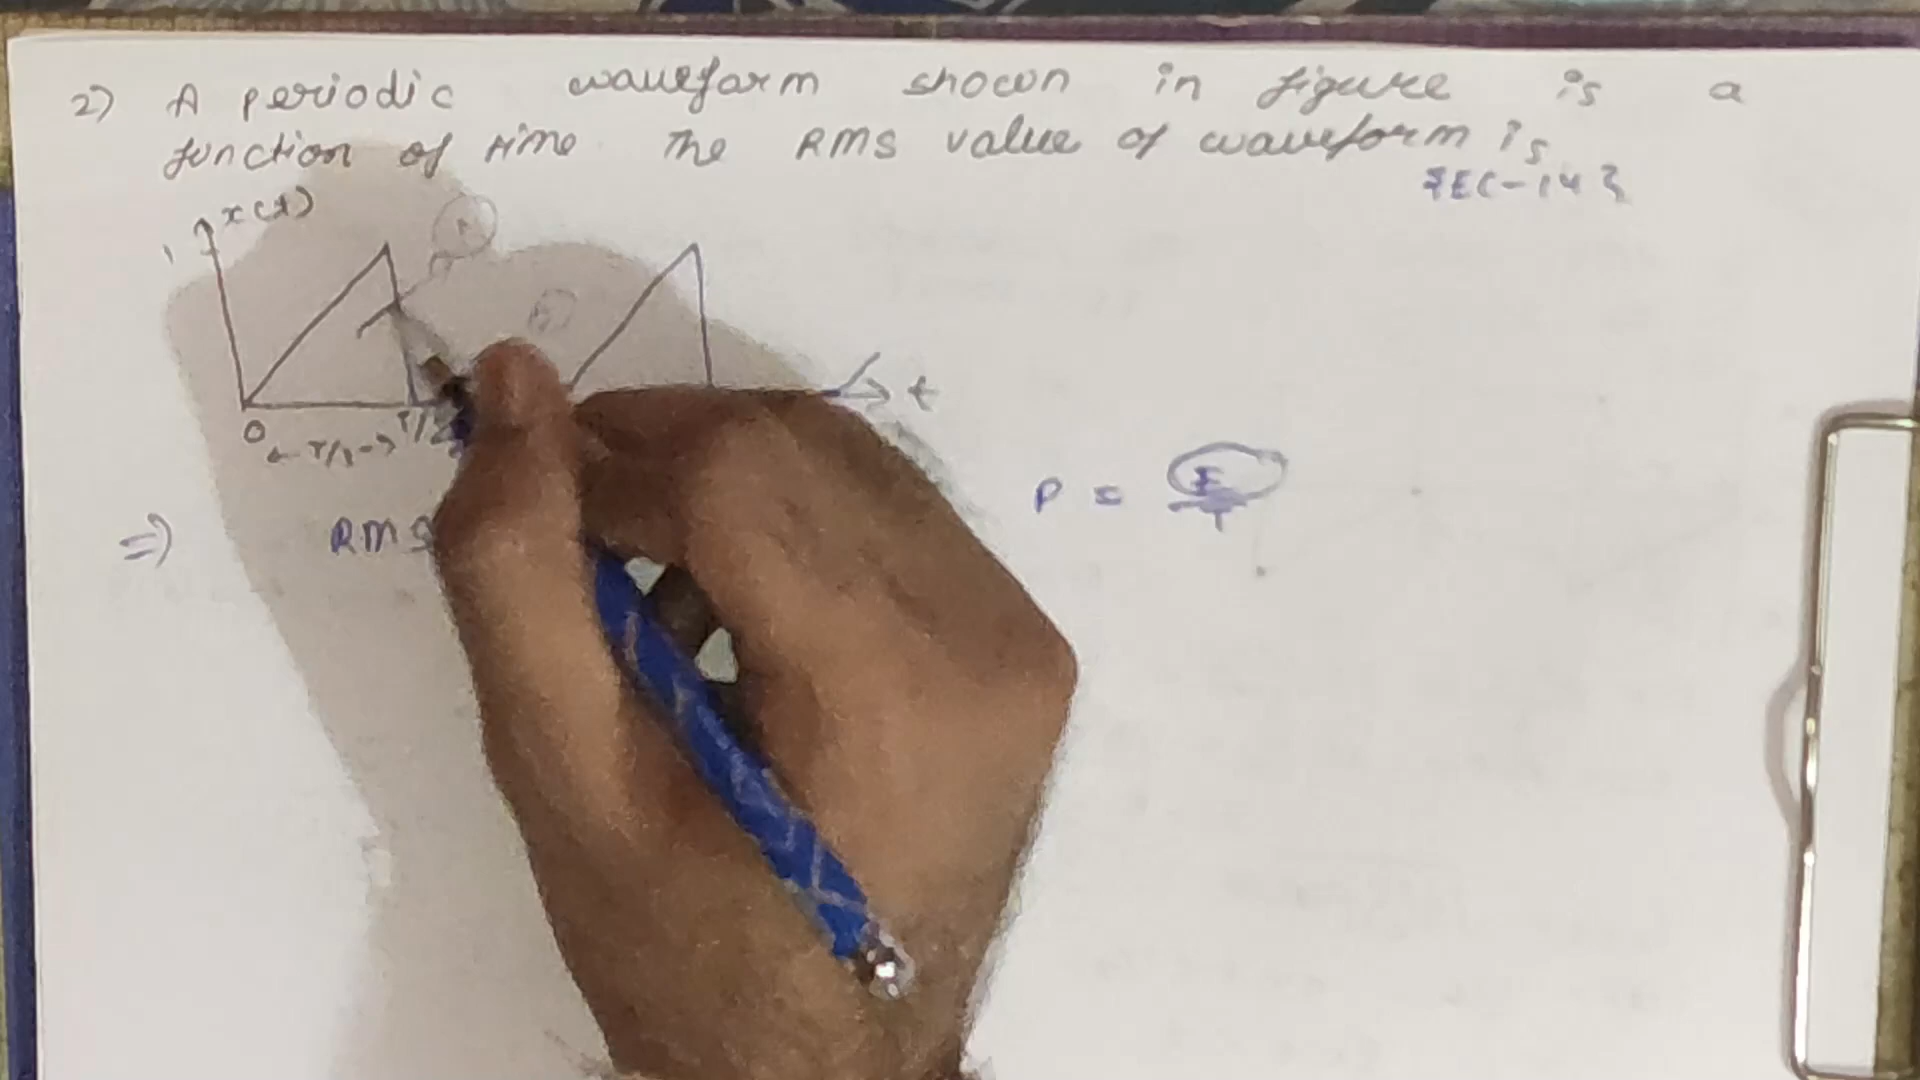 2) A periodic waveform shown in figure is a
function of time. The RMS value of waveform is
{EC-14}
x(t)
1
t
0
T/2
P = E/T
=> RMS